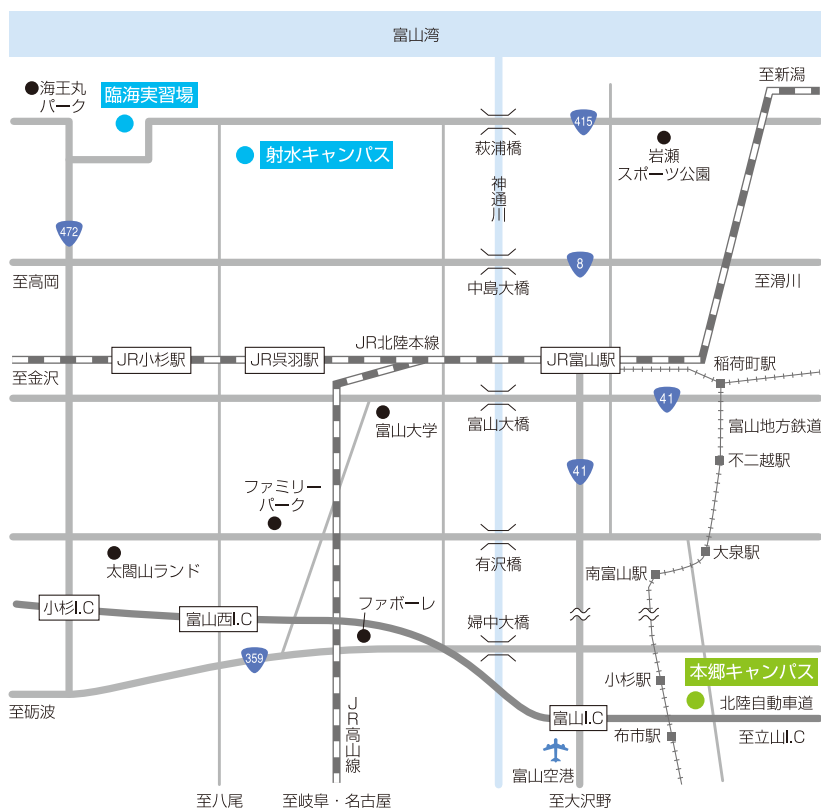 富山湾
至新潟
海王丸
パーク
臨海実習場
415
萩浦橋
岩瀬
スポーツ公園
射水キャンパス
神通川
472
8
至高岡
中島大橋
至滑川
JR北陸本線
JR小杉駅
JR呉羽駅
JR富山駅
稲荷町駅
至金沢
41
富山大学
富山大橋
富山地方鉄道
41
不二越駅
ファミリー
パーク
有沢橋
大泉駅
太閤山ランド
南富山駅
小杉I.C
富山西I.C
ファボーレ
婦中大橋
359
本郷キャンパス
小杉駅
至砺波
JR高山線
富山I.C
北陸自動車道
布市駅
至立山I.C
富山空港
至八尾
至岐阜・名古屋
至大沢野